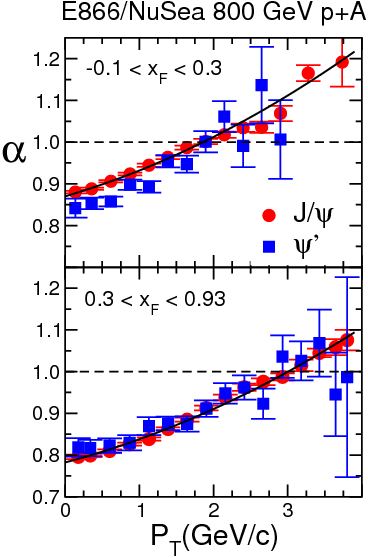 E866/NuSea 800 GeV p+A
-0.1 < x_F < 0.3
1.2
1.1
1.0
0.9
0.8
α
J/ψ
ψ'
0.3 < x_F < 0.93
1.2
1.1
1.0
0.9
0.8
0.7
0 1 2 3
P_T(GeV/c)